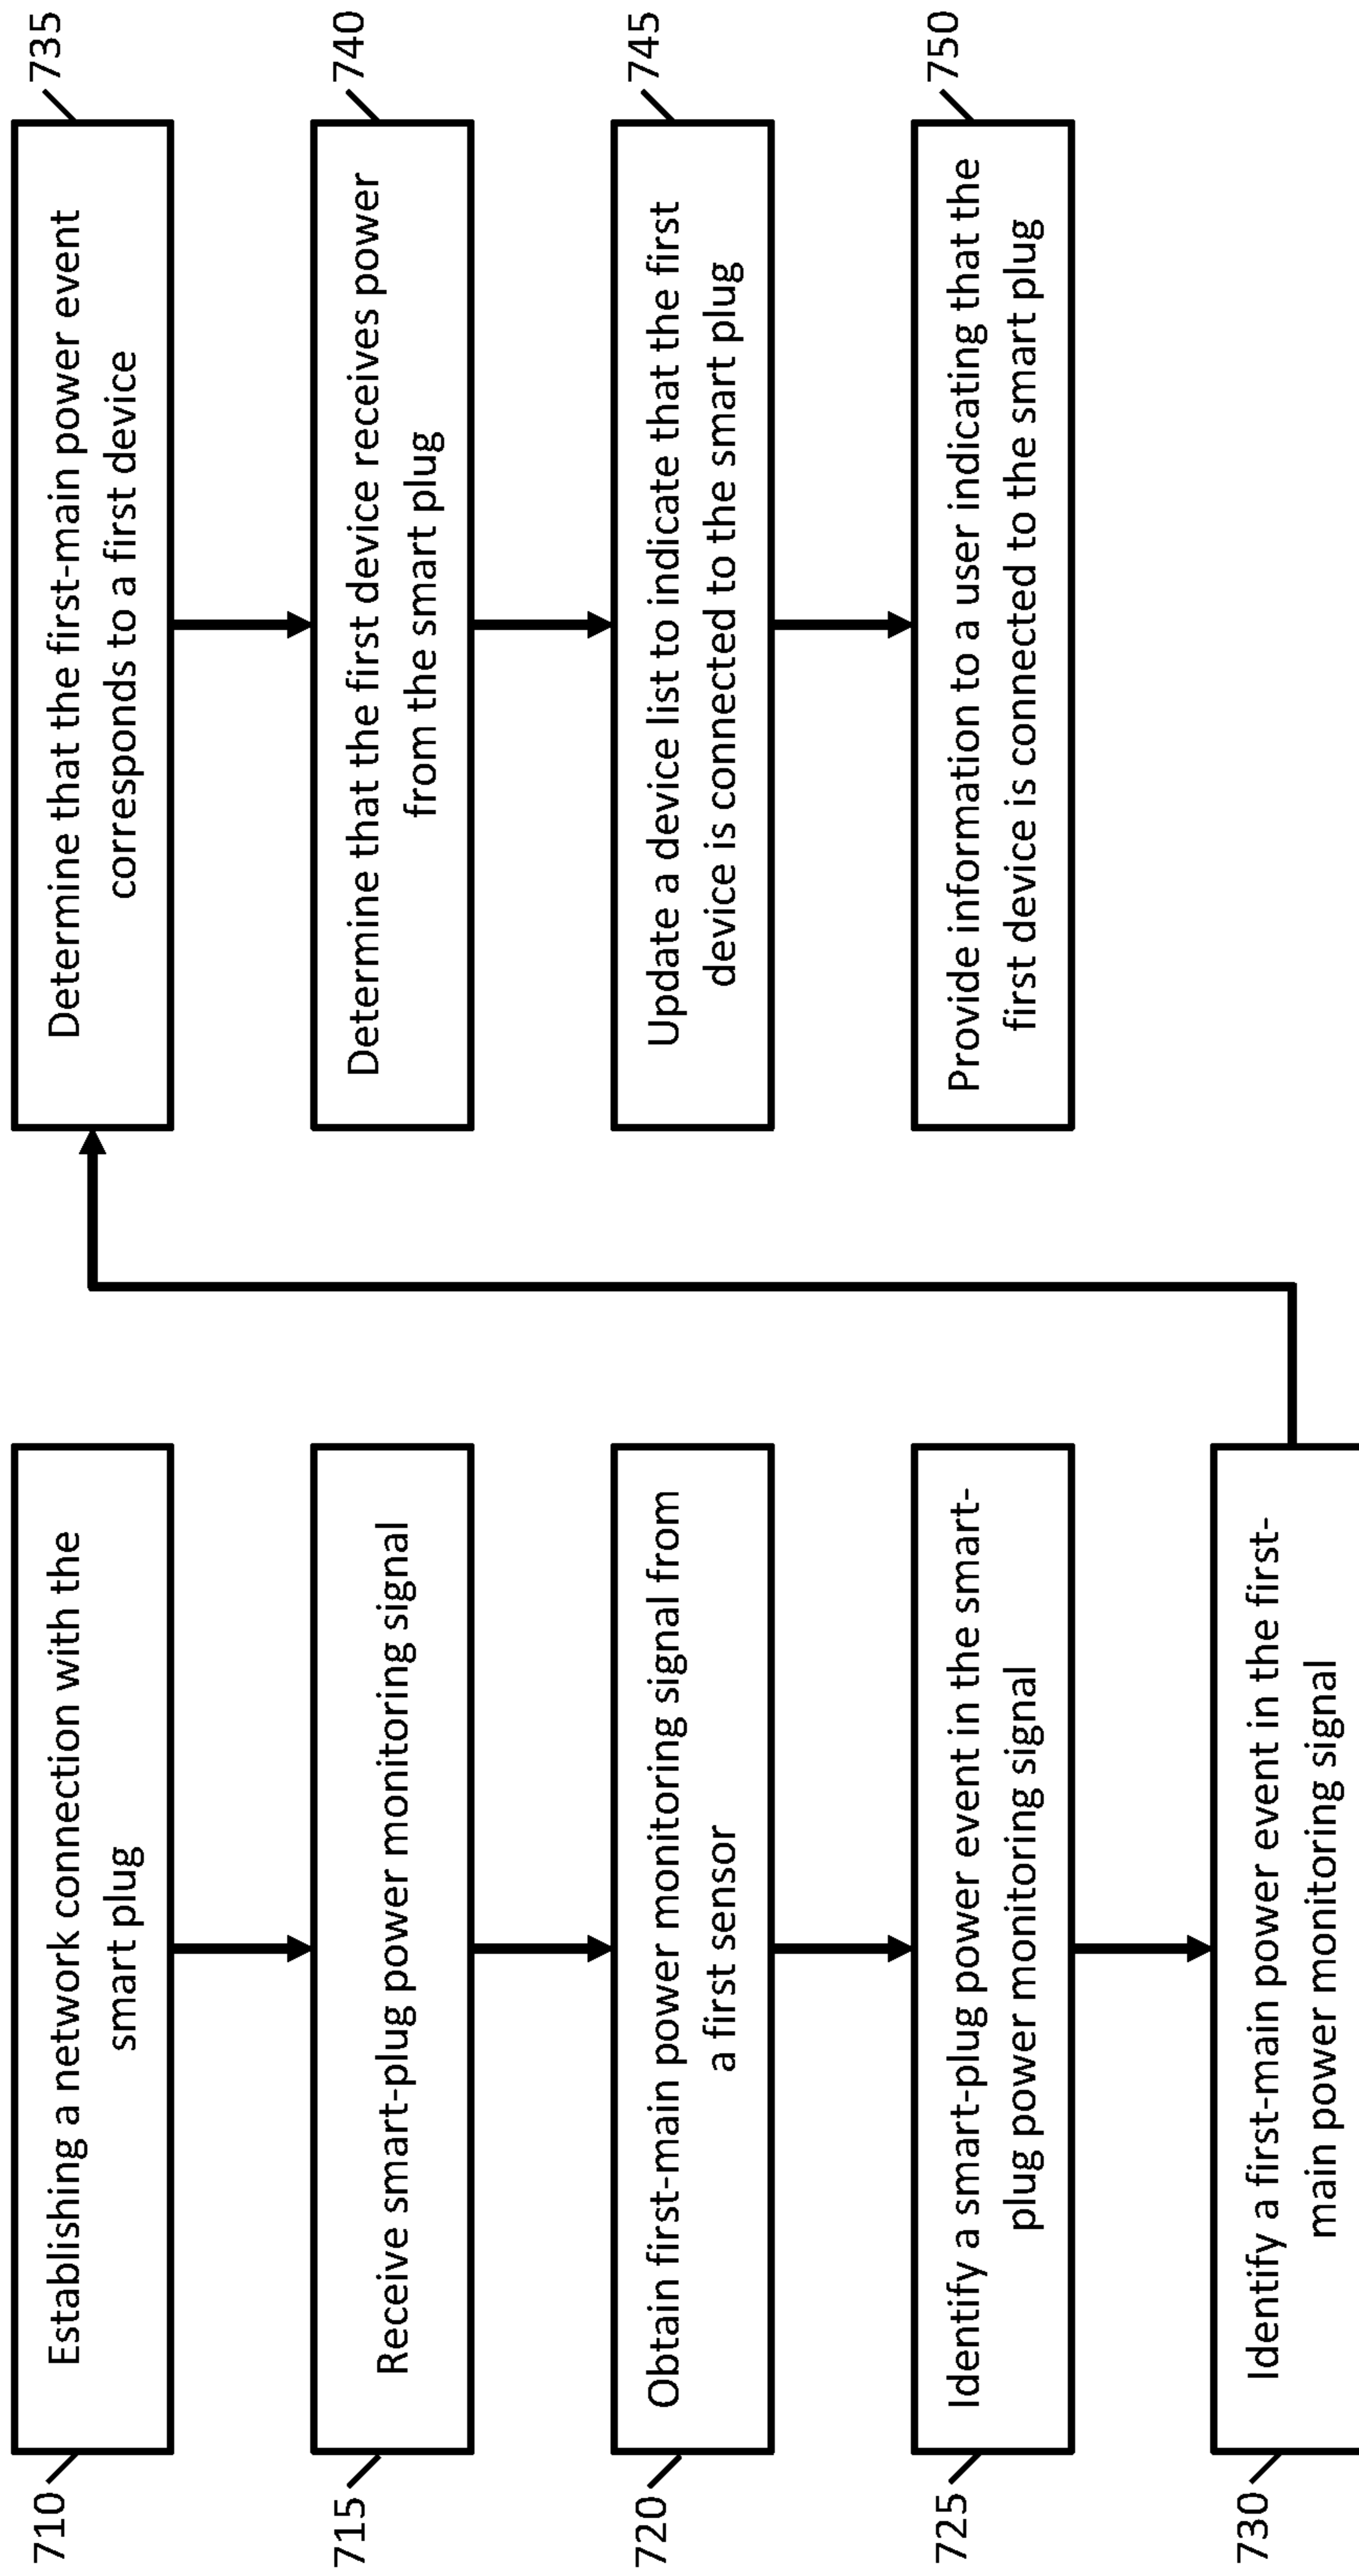 710
Establishing a network connection with the
smart plug
715
Receive smart-plug power monitoring signal
720
Obtain first-main power monitoring signal from
a first sensor
725
Identify a smart-plug power event in the smart-
plug power monitoring signal
730
Identify a first-main power event in the first-
main power monitoring signal
735
Determine that the first-main power event
corresponds to a first device
740
Determine that the first device receives power
from the smart plug
745
Update a device list to indicate that the first
device is connected to the smart plug
750
Provide information to a user indicating that the
first device is connected to the smart plug